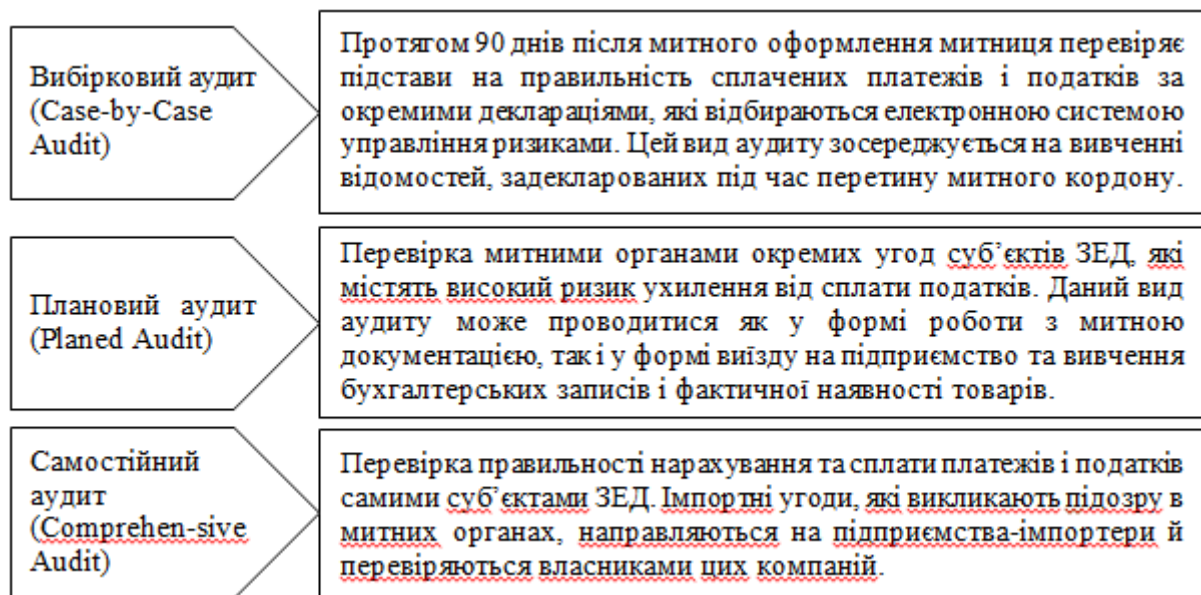 Вибірковий аудит
(Case-by-Case
Audit)
Протягом 90 днів після митного оформлення митниця перевіряє
підстави на правильність сплачених платежів і податків за
окремими деклараціями, які відбираються електронною системою
управління ризиками. Цей вид аудиту зосереджується на вивченні
відомостей, задекларованих під час перетину митного кордону.
Плановий аудит
(Planed Audit)
Перевірка митними органами окремих угод суб’єктів ЗЕД, які
містять високий ризик ухилення від сплати податків. Даний вид
аудиту може проводитися як у формі роботи з митною
документацією, так і у формі виїзду на підприємство та вивчення
бухгалтерських записів і фактичної наявності товарів.
Самостійний
аудит
(Comprehen-sive
Audit)
Перевірка правильності нарахування та сплати платежів і податків
самими суб’єктами ЗЕД. Імпортні угоди, які викликають підозру в
митних органах, направляються на підприємства-імпортери й
перевіряються власниками цих компаній.